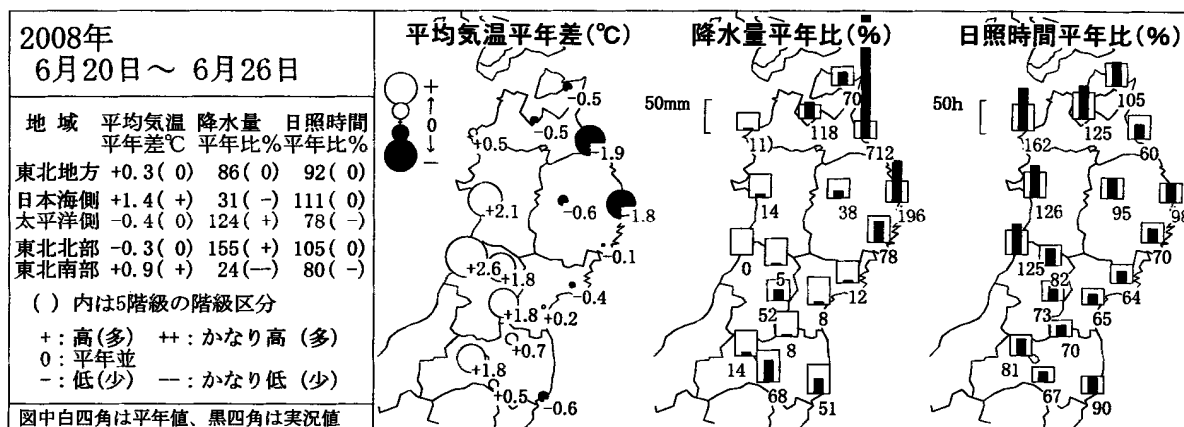 2008年
6月20日～ 6月26日
地 域 平均気温 降水量 日照時間
平年差℃ 平年比% 平年比%
東北地方 +0.3( 0) 86( 0) 92( 0)
日本海側 +1.4( +) 31( -) 111( 0)
太平洋側 -0.4( 0) 124( +) 78( -)
東北北部 -0.3( 0) 155( +) 105( 0)
東北南部 +0.9( +) 24(--) 80( -)
( ) 内は5階級の階級区分
+ : 高(多) ++ : かなり高 (多)
0 : 平年並
- : 低(少) -- : かなり低 (少)
図中白四角は平年値、黒四角は実況値
平均気温平年差(℃)
+
↑
0
↓
-
-0.5
-0.5
+0.5
-1.9
+2.1
-0.6
-1.8
-0.1
+2.6
+1.8
-0.4
+1.8
+0.2
+0.7
+1.8
+0.5
-0.6
降水量平年比(%)
50mm
70
118
11
712
14
38
196
78
0
5
12
52
8
8
14
68
51
日照時間平年比(%)
50h
105
125
162
60
126
95
98
70
125
82
64
73
65
70
81
67
90